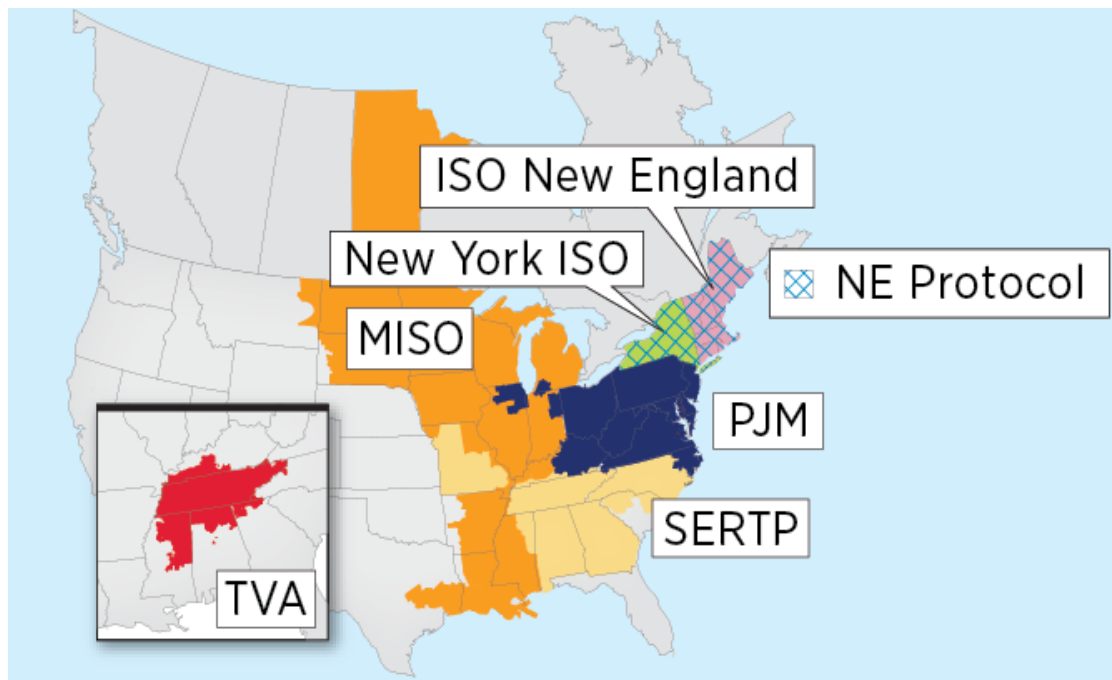 ISO New England
New York ISO
NE Protocol
MISO
PJM
SERTP
TVA